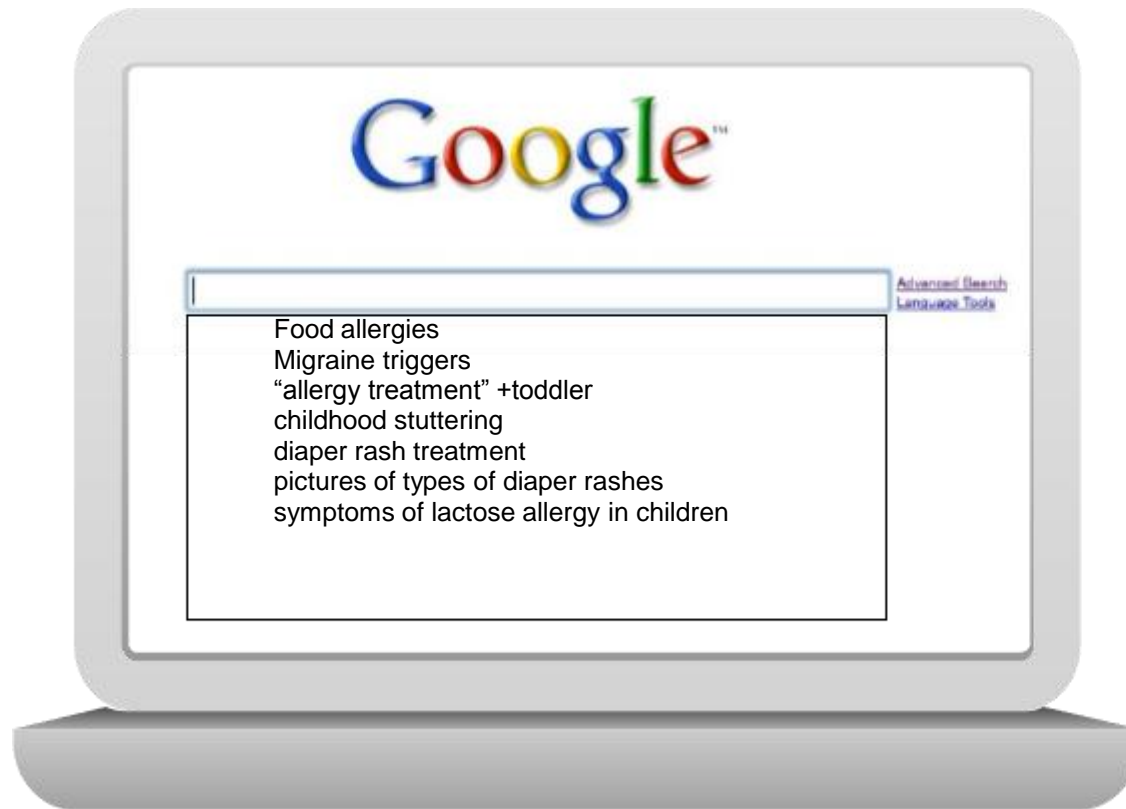 Google™
Advanced Search
Language Tools
Food allergies
Migraine triggers
“allergy treatment” +toddler
childhood stuttering
diaper rash treatment
pictures of types of diaper rashes
symptoms of lactose allergy in children